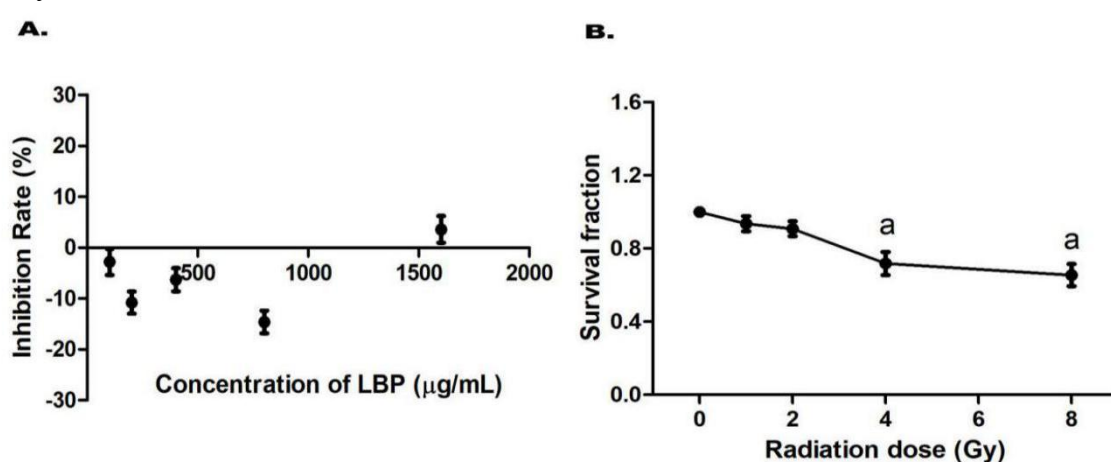 A.
B.
30
20
10
0
-10
-20
-30
500
1000
1500
2000
Inhibition Rate (%)
Concentration of LBP (μg/mL)
1.6
1.2
0.8
0.4
0.0
Survival fraction
a
a
0
2
4
6
8
Radiation dose (Gy)